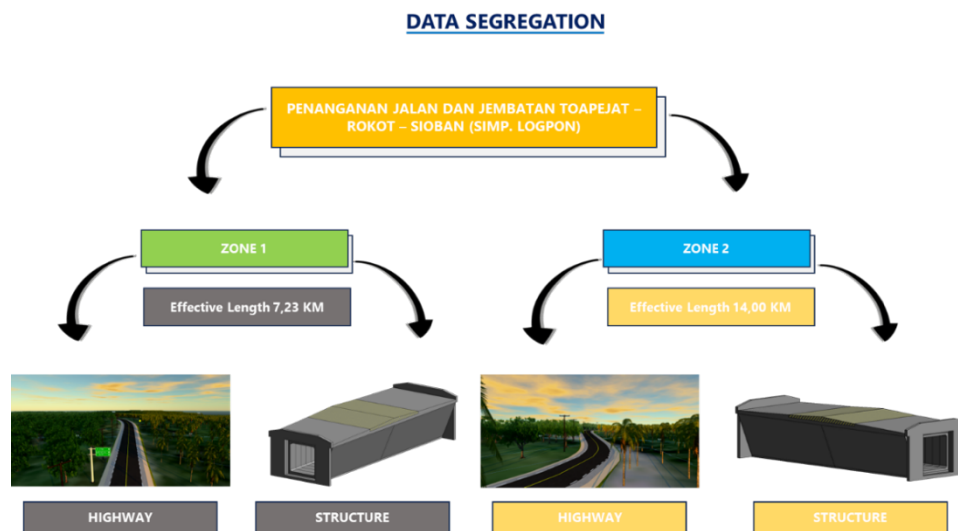 DATA SEGREGATION
PENANGANAN JALAN DAN JEMBATAN TOAPEJAT –
ROKOT – SIOBAN (SIMP. LOGPON)
ZONE 1
ZONE 2
Effective Length 7,23 KM
Effective Length 14,00 KM
HIGHWAY
STRUCTURE
HIGHWAY
STRUCTURE